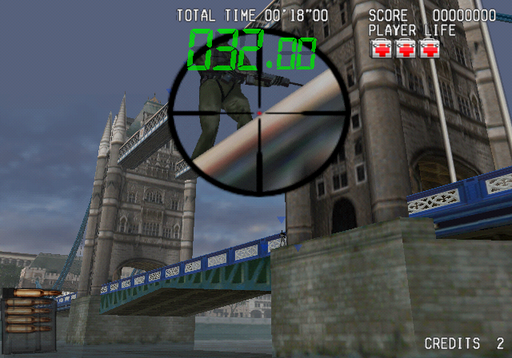 TOTAL TIME 00'18"00
032.00
SCORE 00000000
PLAYER LIFE
CREDITS 2